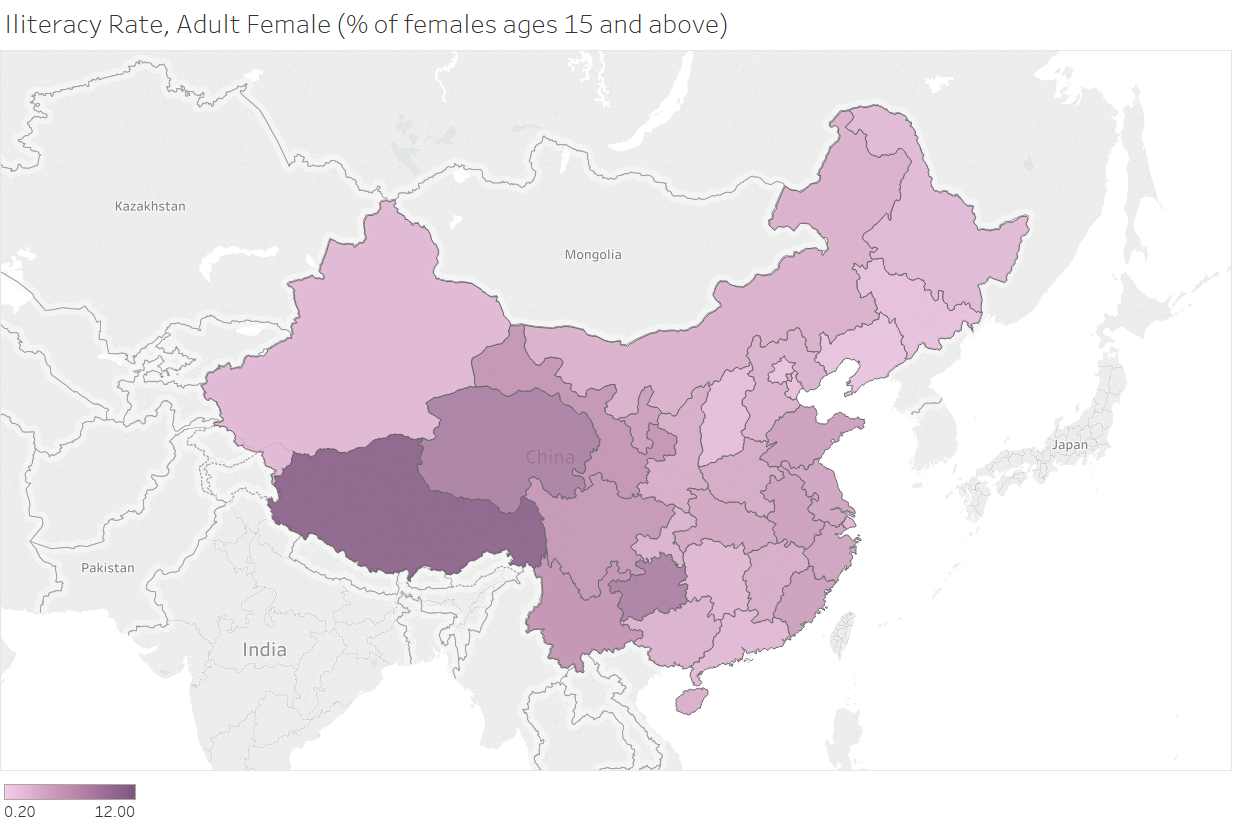 Iliteracy Rate, Adult Female (% of females ages 15 and above)
Kazakhstan
Mongolia
China
Japan
Pakistan
India
0.20 12.00